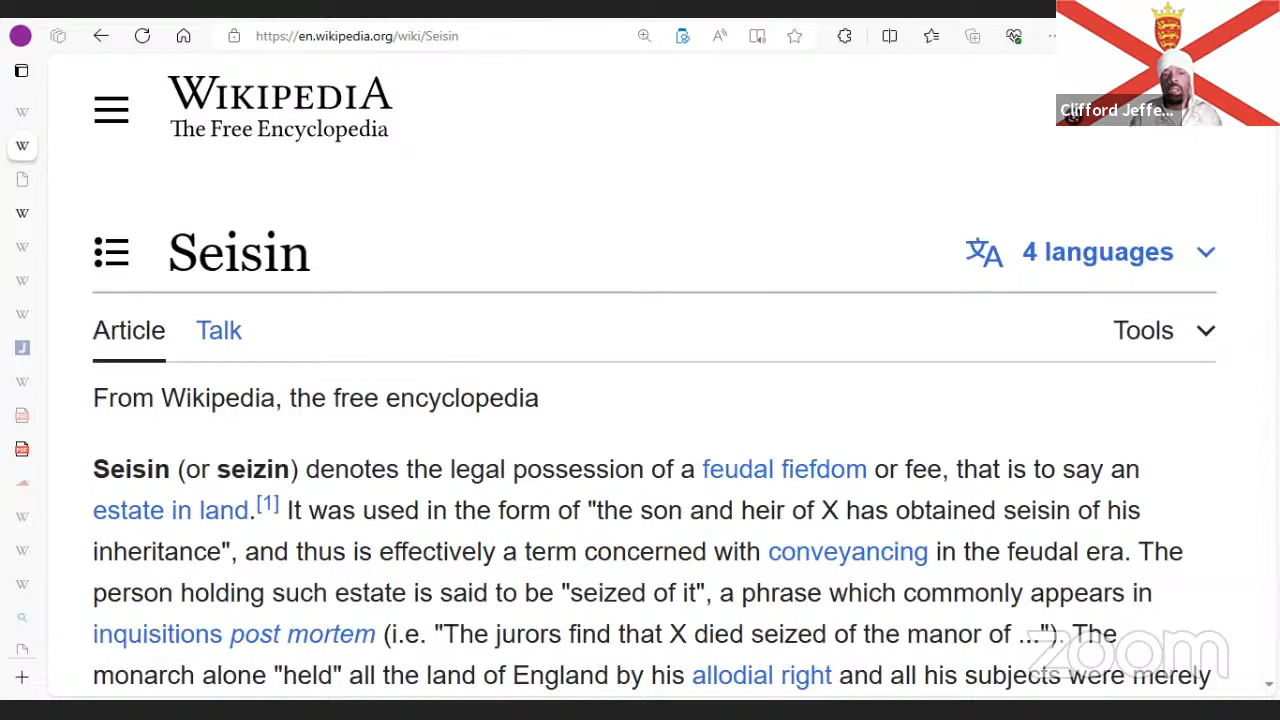 https://en.wikipedia.org/wiki/Seisin
Clifford Jeffe...
WIKIPEDIA
The Free Encyclopedia
Seisin
4 languages
Article Talk
Tools
From Wikipedia, the free encyclopedia
Seisin (or seizin) denotes the legal possession of a feudal fiefdom or fee, that is to say an
estate in land.[1] It was used in the form of "the son and heir of X has obtained seisin of his
inheritance", and thus is effectively a term concerned with conveyancing in the feudal era. The
person holding such estate is said to be "seized of it", a phrase which commonly appears in
inquisitions post mortem (i.e. "The jurors find that X died seized of the manor of ..."). The
monarch alone "held" all the land of England by his allodial right and all his subjects were merely
zoom